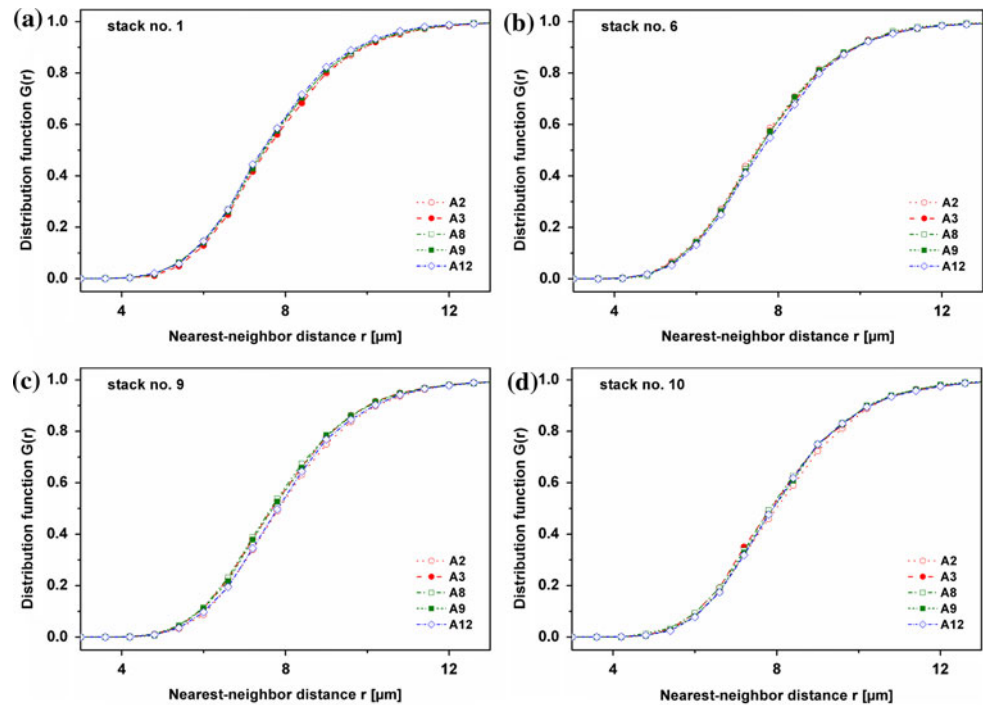 (a)
stack no. 1
Distribution function G(r)
1.0
0.8
0.6
0.4
0.2
0.0
A2
A3
A8
A9
A12
4 8 12
Nearest-neighbor distance r [µm]
(b)
stack no. 6
Distribution function G(r)
1.0
0.8
0.6
0.4
0.2
0.0
A2
A3
A8
A9
A12
4 8 12
Nearest-neighbor distance r [µm]
(c)
stack no. 9
Distribution function G(r)
1.0
0.8
0.6
0.4
0.2
0.0
A2
A3
A8
A9
A12
4 8 12
Nearest-neighbor distance r [µm]
(d)
stack no. 10
Distribution function G(r)
1.0
0.8
0.6
0.4
0.2
0.0
A2
A3
A8
A9
A12
4 8 12
Nearest-neighbor distance r [µm]